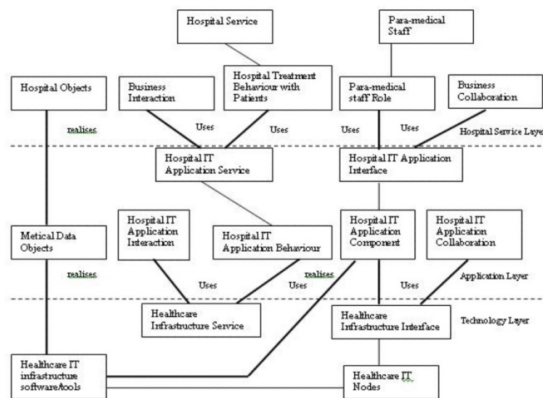 Hospital Service
Para-medical
Staff
Hospital Objects
Business
Interaction
Hospital Treatment
Behaviour with
Patients
Para-medical
staff Role
Business
Collaboration
realises
Uses
Uses
Uses
Uses
Hospital Service Layer
Hospital IT
Application Service
Hospital IT Application
Interface
Metical Data
Objects
Hospital IT
Application
Interaction
Hospital IT
Application Behaviour
Hospital IT
Application
Component
Hospital IT
Application
Collaboration
realises
Uses
realises
Uses
Uses
Application Layer
Healthcare
Infrastructure Service
Healthcare
Infrastructure Interface
Technology Layer
Healthcare IT
infrastructure
software/tools
Healthcare IT
Nodes